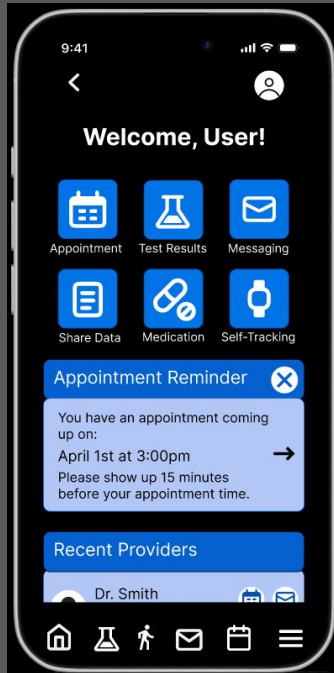 9:41
Welcome, User!
Appointment
Test Results
Messaging
Share Data
Medication
Self-Tracking
Appointment Reminder
You have an appointment coming
up on:
April 1st at 3:00pm
Please show up 15 minutes
before your appointment time.
Recent Providers
Dr. Smith